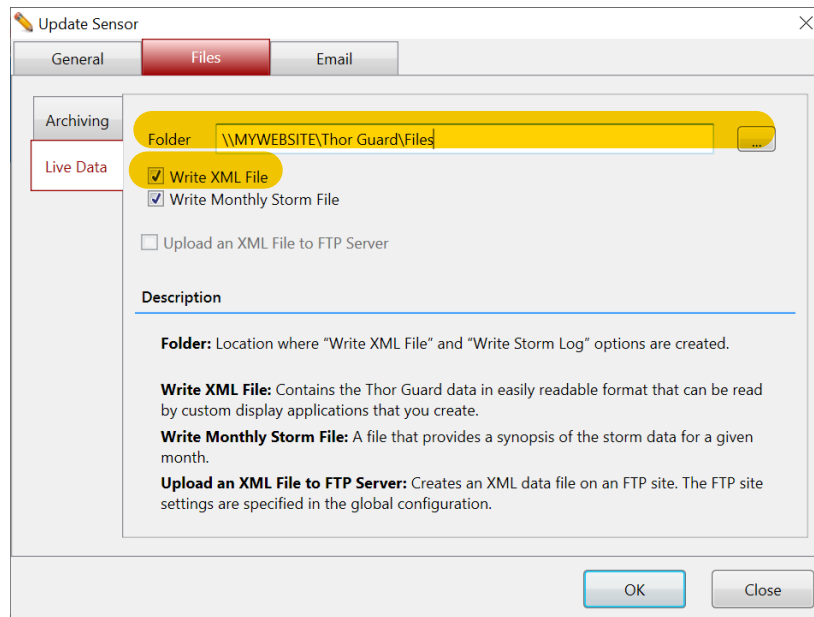 Update Sensor
General Files Email
Archiving
Live Data
Folder \\MYWEBSITE\Thor Guard\Files ...
Write XML File
Write Monthly Storm File
Upload an XML File to FTP Server
Description
Folder: Location where “Write XML File” and “Write Storm Log” options are created.
Write XML File: Contains the Thor Guard data in easily readable format that can be read
by custom display applications that you create.
Write Monthly Storm File: A file that provides a synopsis of the storm data for a given
month.
Upload an XML File to FTP Server: Creates an XML data file on an FTP site. The FTP site
settings are specified in the global configuration.
OK Close